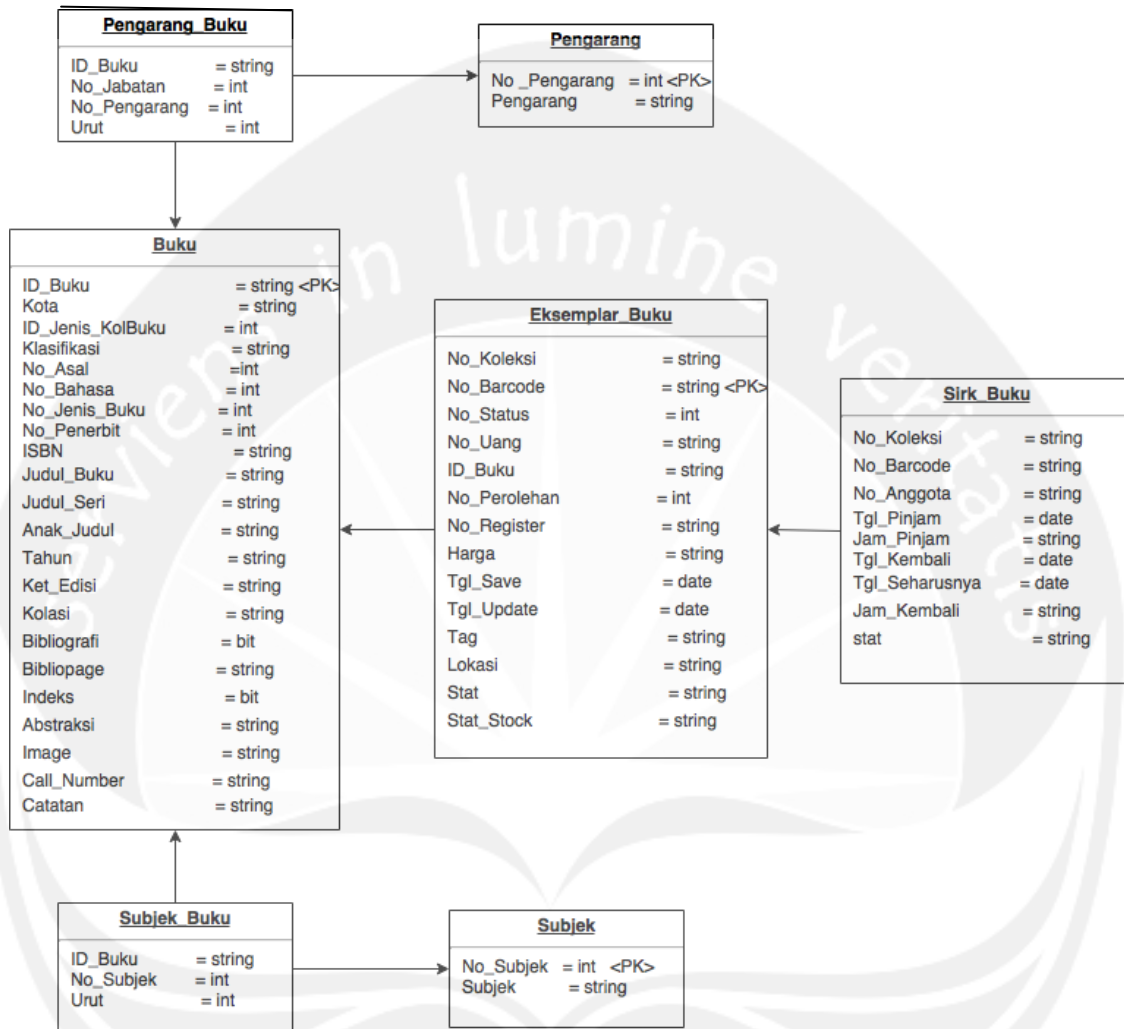 Pengarang_Buku
ID_Buku = string
No_Jabatan = int
No_Pengarang = int
Urut = int
Pengarang
No _Pengarang = int <PK>
Pengarang = string
Buku
ID_Buku = string <PK>
Kota = string
ID_Jenis_KolBuku = int
Klasifikasi = string
No_Asal =int
No_Bahasa = int
No_Jenis_Buku = int
No_Penerbit = int
ISBN = string
Judul_Buku = string
Judul_Seri = string
Anak_Judul = string
Tahun = string
Ket_Edisi = string
Kolasi = string
Bibliografi = bit
Bibliopage = string
Indeks = bit
Abstraksi = string
Image = string
Call_Number = string
Catatan = string
Eksemplar_Buku
No_Koleksi = string
No_Barcode = string <PK>
No_Status = int
No_Uang = string
ID_Buku = string
No_Perolehan = int
No_Register = string
Harga = string
Tgl_Save = date
Tgl_Update = date
Tag = string
Lokasi = string
Stat = string
Stat_Stock = string
Sirk_Buku
No_Koleksi = string
No_Barcode = string
No_Anggota = string
Tgl_Pinjam = date
Jam_Pinjam = string
Tgl_Kembali = date
Tgl_Seharusnya = date
Jam_Kembali = string
stat = string
Subjek_Buku
ID_Buku = string
No_Subjek = int
Urut = int
Subjek
No_Subjek = int <PK>
Subjek = string
serviens in lumine veritatis